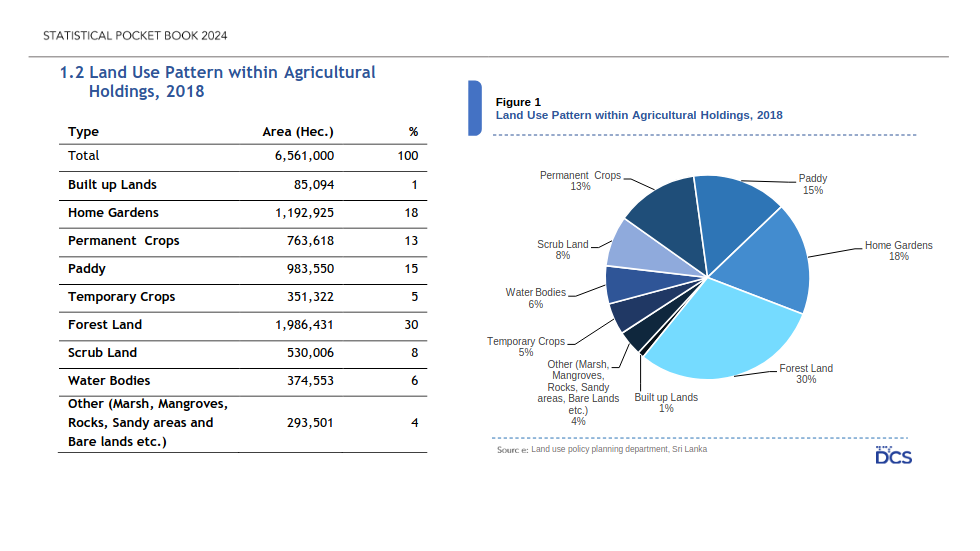 STATISTICAL POCKET BOOK 2024
1.2 Land Use Pattern within Agricultural
Holdings, 2018
Type Area (Hec.) %
Total 6,561,000 100
Built up Lands 85,094 1
Home Gardens 1,192,925 18
Permanent Crops 763,618 13
Paddy 983,550 15
Temporary Crops 351,322 5
Forest Land 1,986,431 30
Scrub Land 530,006 8
Water Bodies 374,553 6
Other (Marsh, Mangroves,
Rocks, Sandy areas and 293,501 4
Bare lands etc.)
Figure 1
Land Use Pattern within Agricultural Holdings, 2018
Permanent Crops
13%
Paddy
15%
Scrub Land
8%
Home Gardens
18%
Water Bodies
6%
Temporary Crops
5%
Other (Marsh,
Mangroves,
Rocks, Sandy
areas, Bare Lands
etc.)
4%
Built up Lands
1%
Forest Land
30%
Sourc e: Land use policy planning department, Sri Lanka
DCS